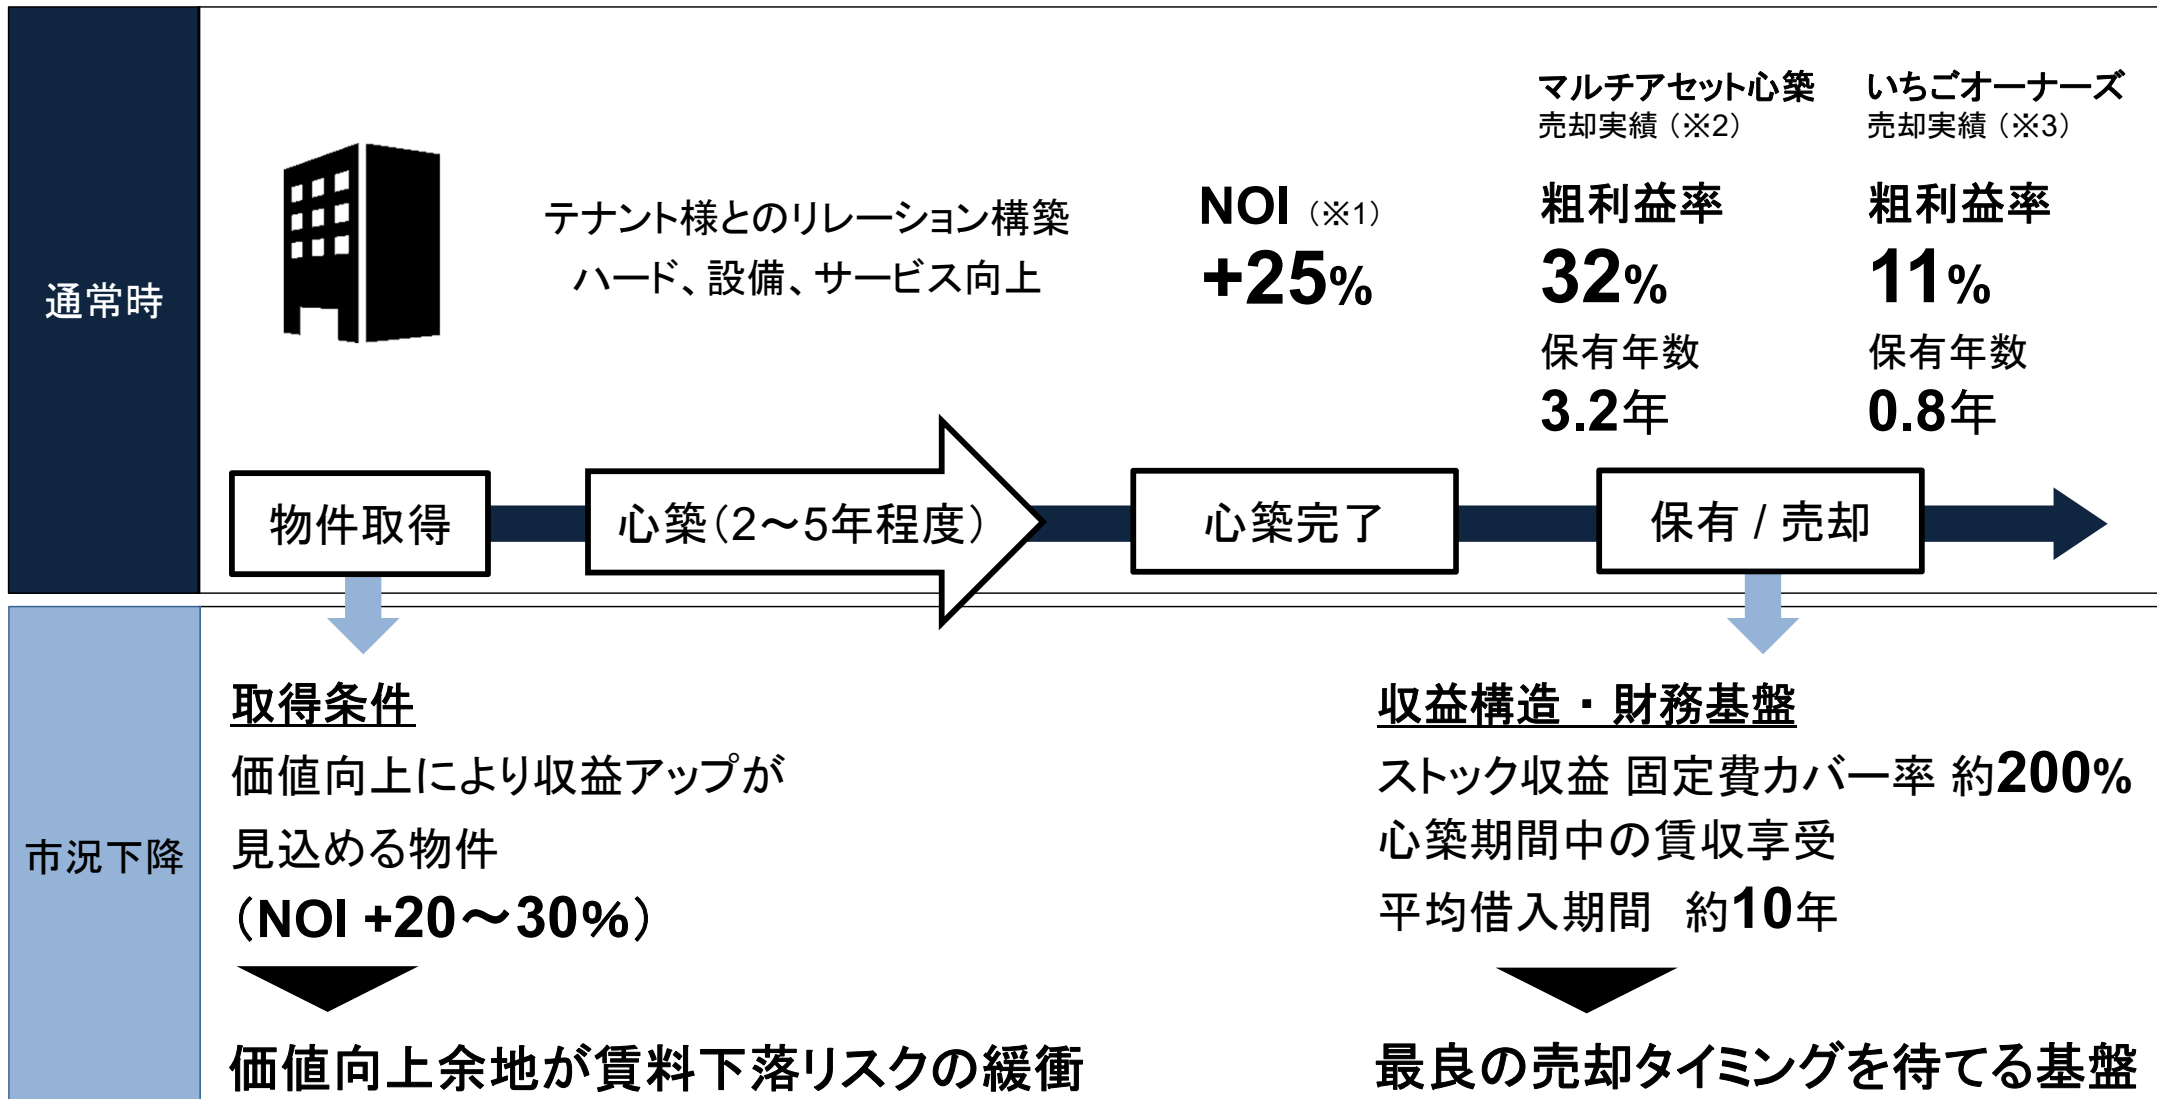 通常時
テナント様とのリレーション構築
ハード、設備、サービス向上
NOI（※1）
+25%
マルチアセット心築
売却実績（※2）
粗利益率
32%
保有年数
3.2年
いちごオーナーズ
売却実績（※3）
粗利益率
11%
保有年数
0.8年
物件取得
心築（2～5年程度）
心築完了
保有 / 売却
市況下降
取得条件
価値向上により収益アップが
見込める物件
（NOI +20～30%）
価値向上余地が賃料下落リスクの緩衝
収益構造・財務基盤
ストック収益 固定費カバー率 約200%
心築期間中の賃収享受
平均借入期間　約10年
最良の売却タイミングを待てる基盤